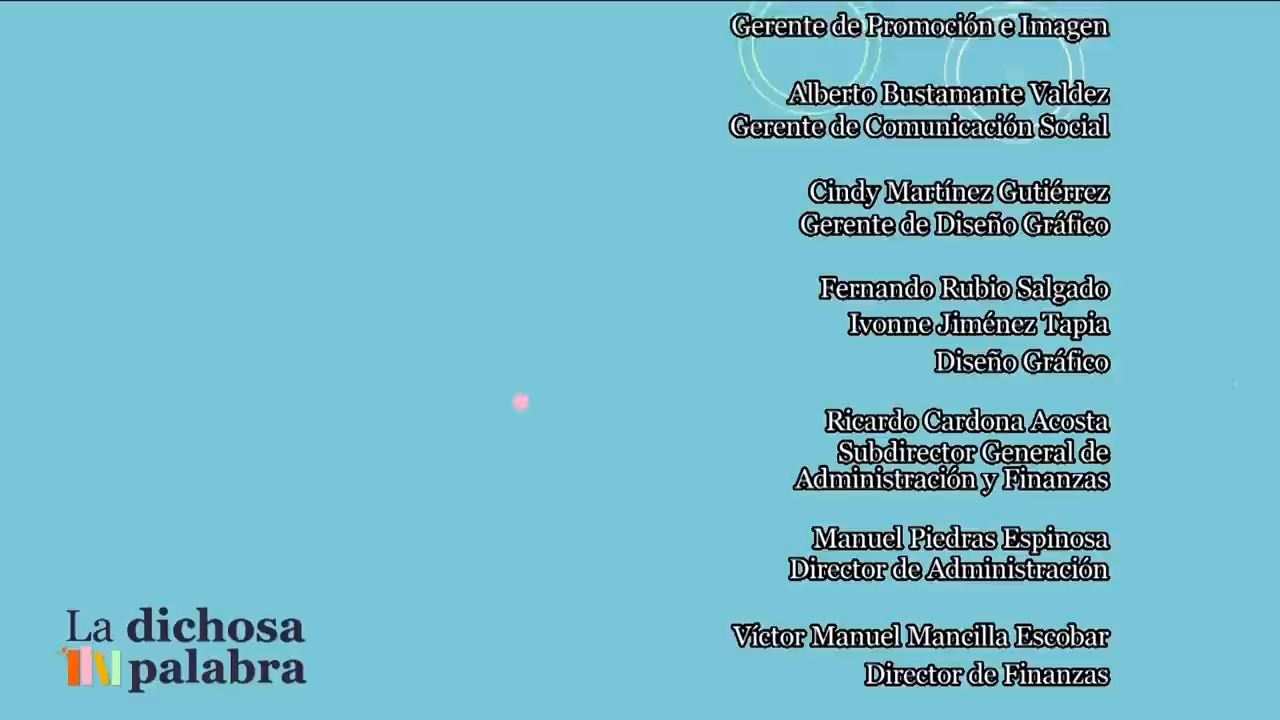 Gerente de Promoción e Imagen
Alberto Bustamante Valdez
Gerente de Comunicación Social
Cindy Martínez Gutiérrez
Gerente de Diseño Gráfico
Fernando Rubio Salgado
Ivonne Jiménez Tapia
Diseño Gráfico
Ricardo Cardona Acosta
Subdirector General de
Administración y Finanzas
Manuel Piedras Espinosa
Director de Administración
Víctor Manuel Mancilla Escobar
Director de Finanzas
La dichosa
palabra